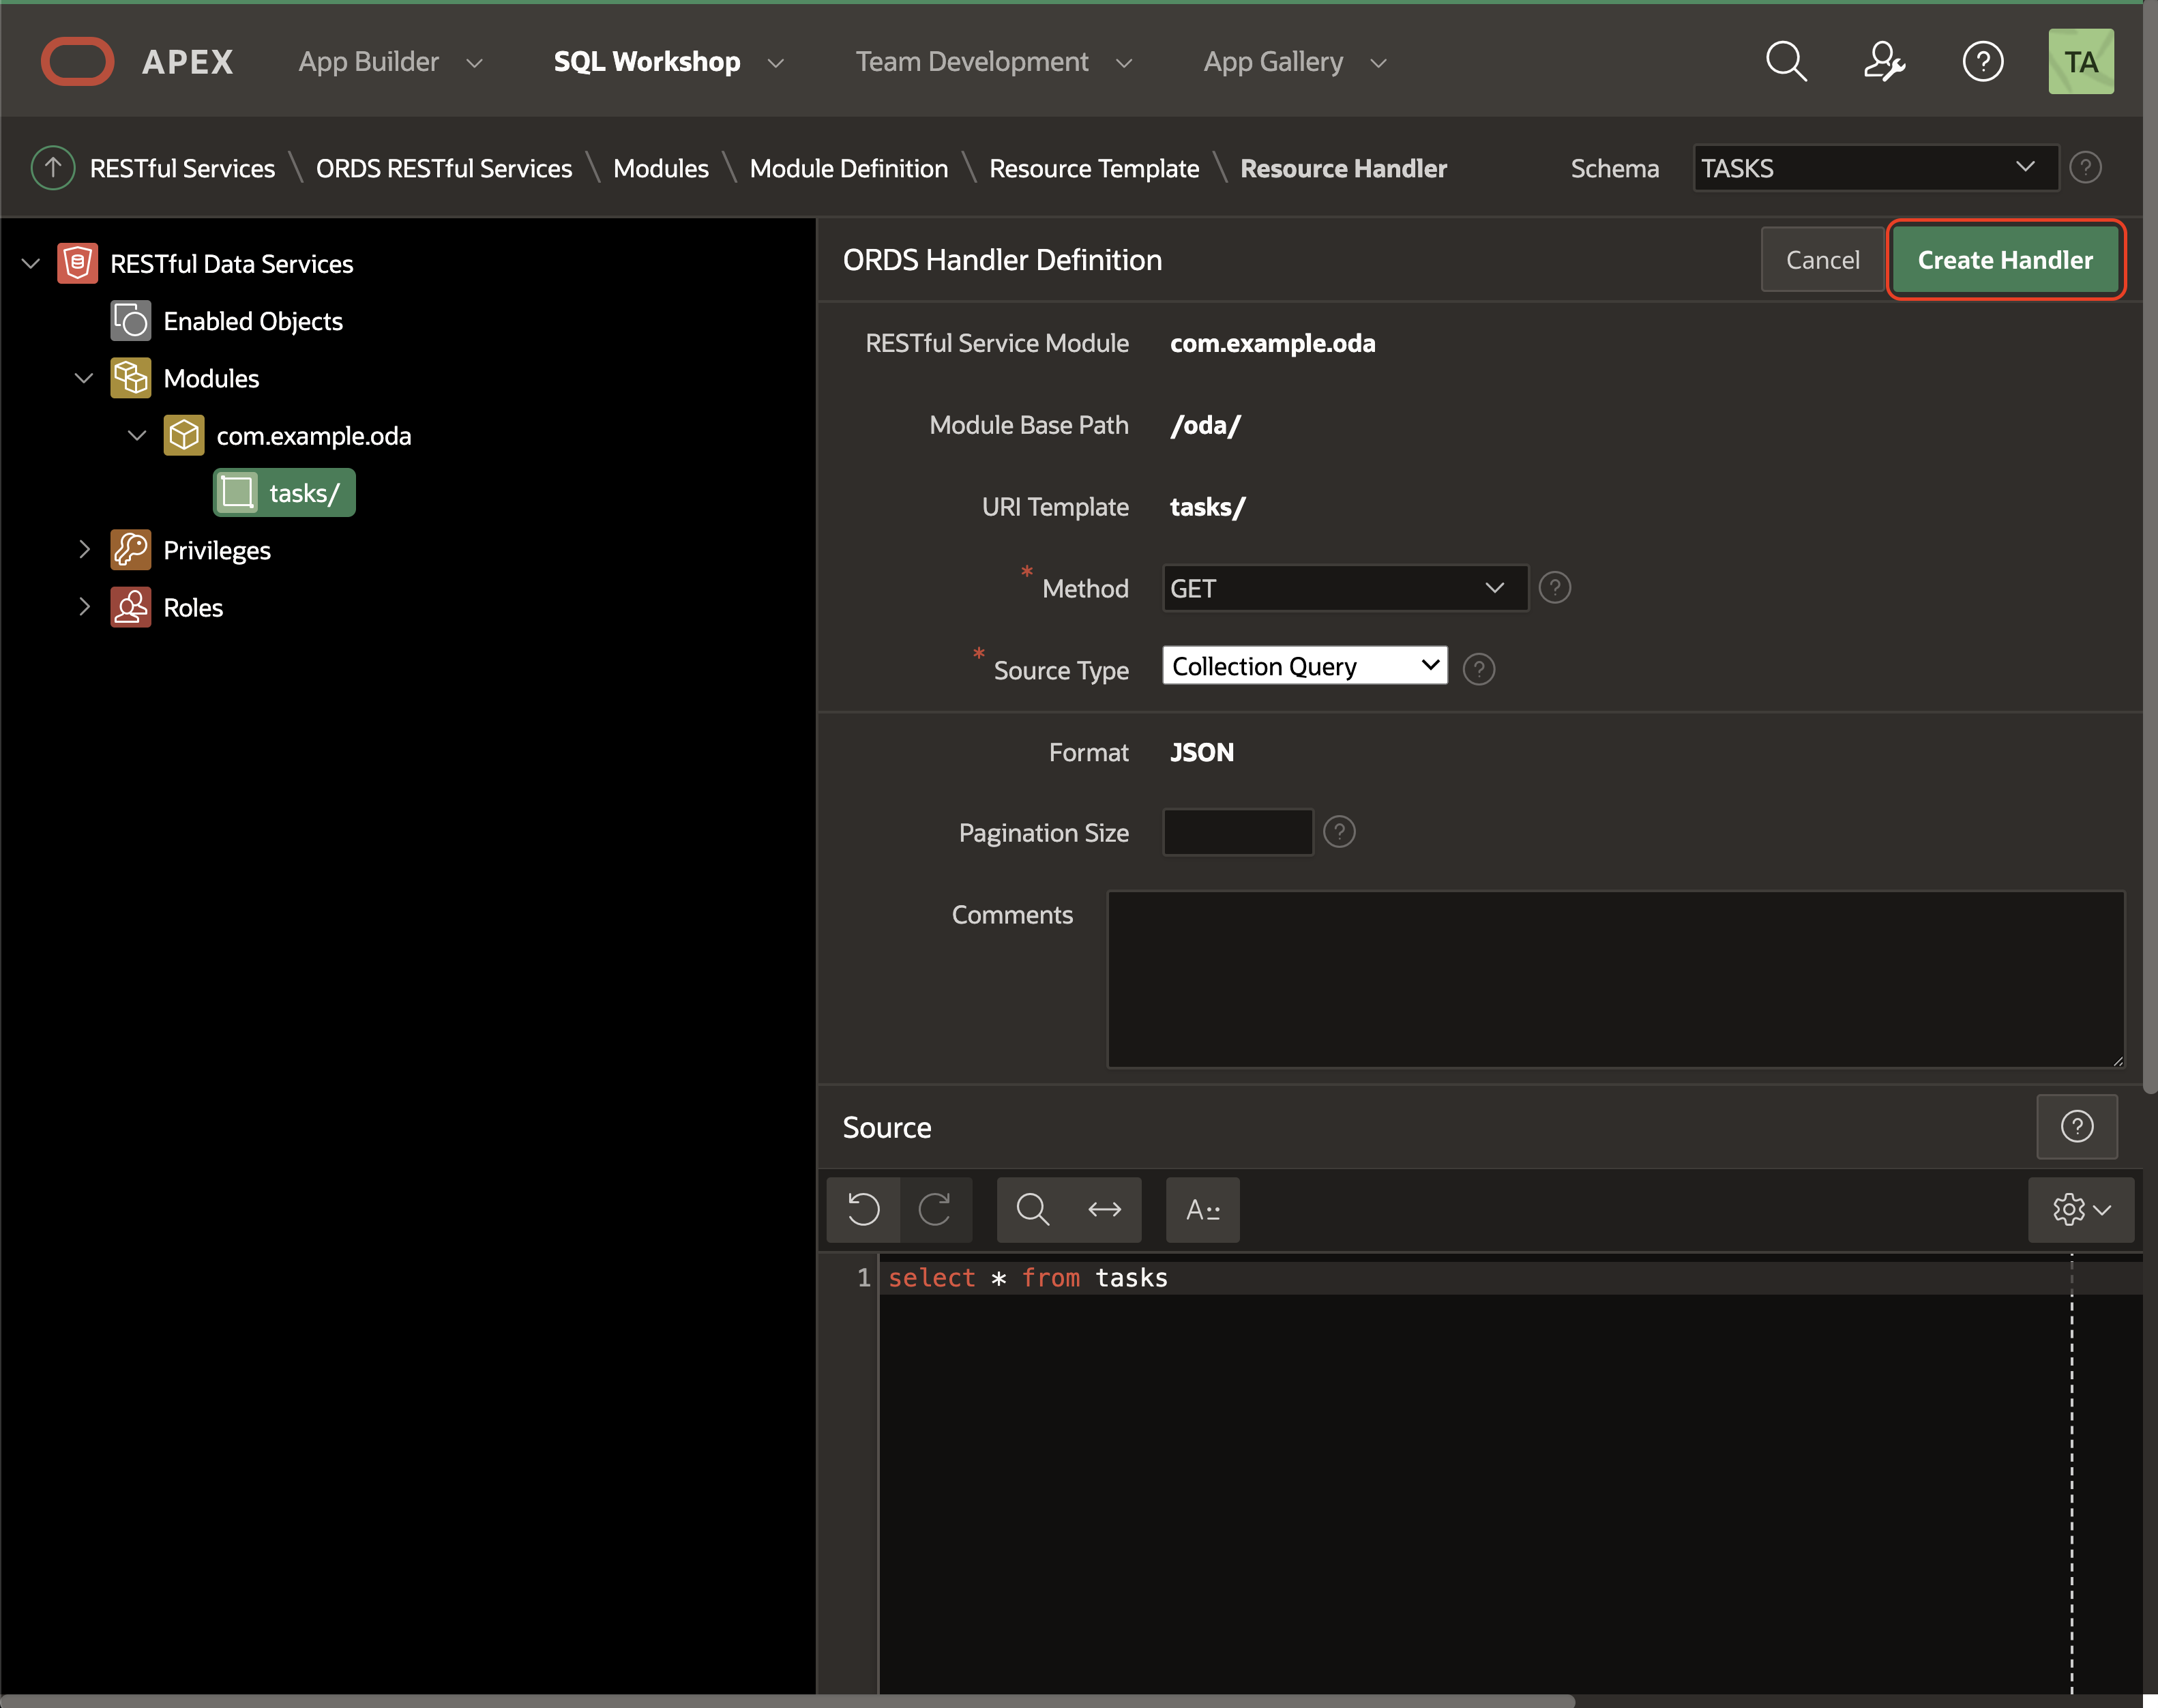 APEX App Builder SQL Workshop Team Development App Gallery ? TA
RESTful Services \ ORDS RESTful Services \ Modules \ Module Definition \ Resource Template \ Resource Handler Schema TASKS ?
RESTful Data Services
Enabled Objects
Modules
com.example.oda
tasks/
Privileges
Roles
ORDS Handler Definition Cancel Create Handler
RESTful Service Module com.example.oda
Module Base Path /oda/
URI Template tasks/
* Method GET ?
* Source Type Collection Query ?
Format JSON
Pagination Size ?
Comments
Source ?
A::
1 select * from tasks